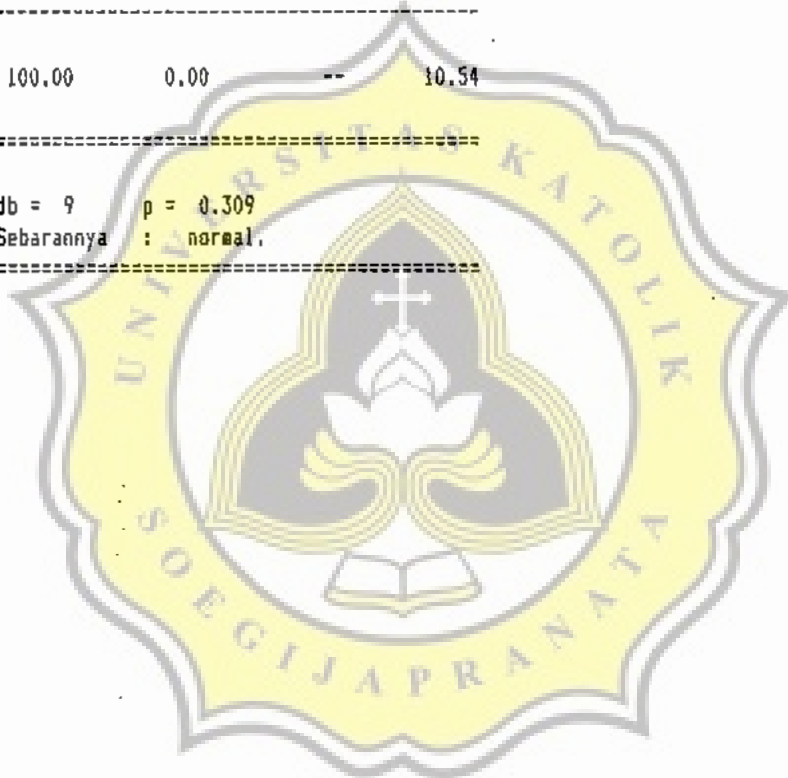 -----------------------------------------------
100.00 0.00 -- 10.54
===============================================
db = 9 p = 0.309
Sebarannya : normal.
===============================================
UNIVERSITAS KATOLIK
SOEGIJAPRANATA